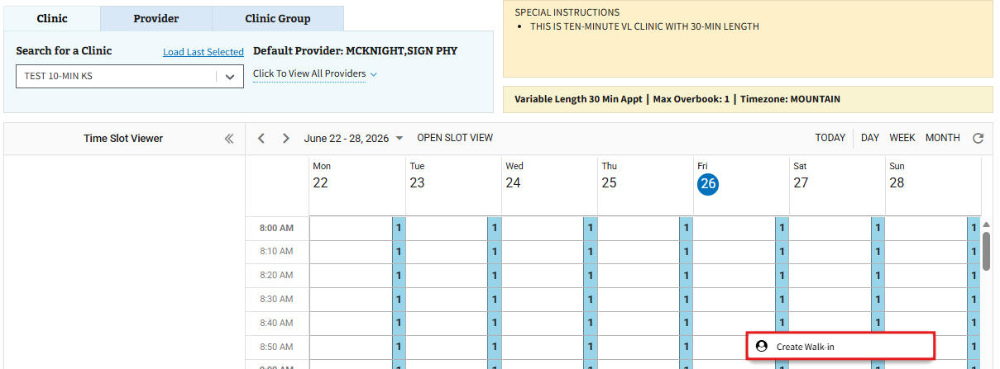 Clinic Provider Clinic Group
Search for a Clinic Load Last Selected Default Provider: MCKNIGHT,SIGN PHY
TEST 10-MIN KS Click To View All Providers
SPECIAL INSTRUCTIONS
• THIS IS TEN-MINUTE VL CLINIC WITH 30-MIN LENGTH
Variable Length 30 Min Appt | Max Overbook: 1 | Timezone: MOUNTAIN
Time Slot Viewer June 22 - 28, 2026 OPEN SLOT VIEW TODAY DAY WEEK MONTH
Mon Tue Wed Thu Fri Sat Sun
22 23 24 25 26 27 28
8:00 AM 1 1 1 1 1 1 1
8:10 AM 1 1 1 1 1 1 1
8:20 AM 1 1 1 1 1 1 1
8:30 AM 1 1 1 1 1 1 1
8:40 AM 1 1 1 1 1 1 1
8:50 AM 1 1 1 1 Create Walk-in 1